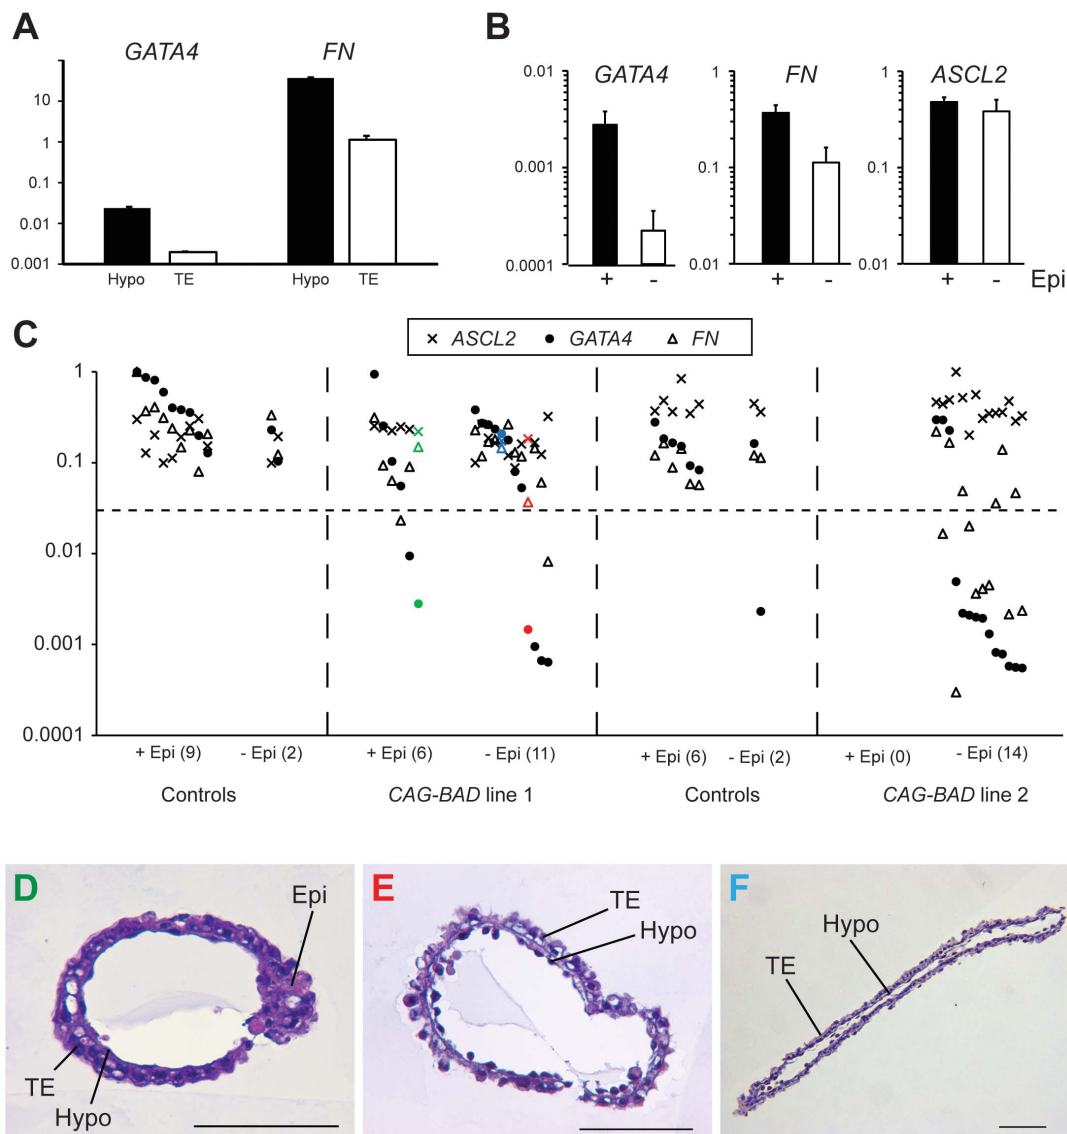 A
GATA4 FN
10
1
0.1
0.01
0.001
Hypo TE Hypo TE
B
GATA4 FN ASCL2
0.01 1 1
0.001 0.1 0.1
0.0001 0.01 0.01
+ - + - + - Epi
C
× ASCL2 ● GATA4 △ FN
1
0.1
0.01
0.001
0.0001
+ Epi (9) - Epi (2) + Epi (6) - Epi (11) + Epi (6) - Epi (2) + Epi (0) - Epi (14)
Controls CAG-BAD line 1 Controls CAG-BAD line 2
D
Epi
TE
Hypo
E
TE
Hypo
F
Hypo
TE